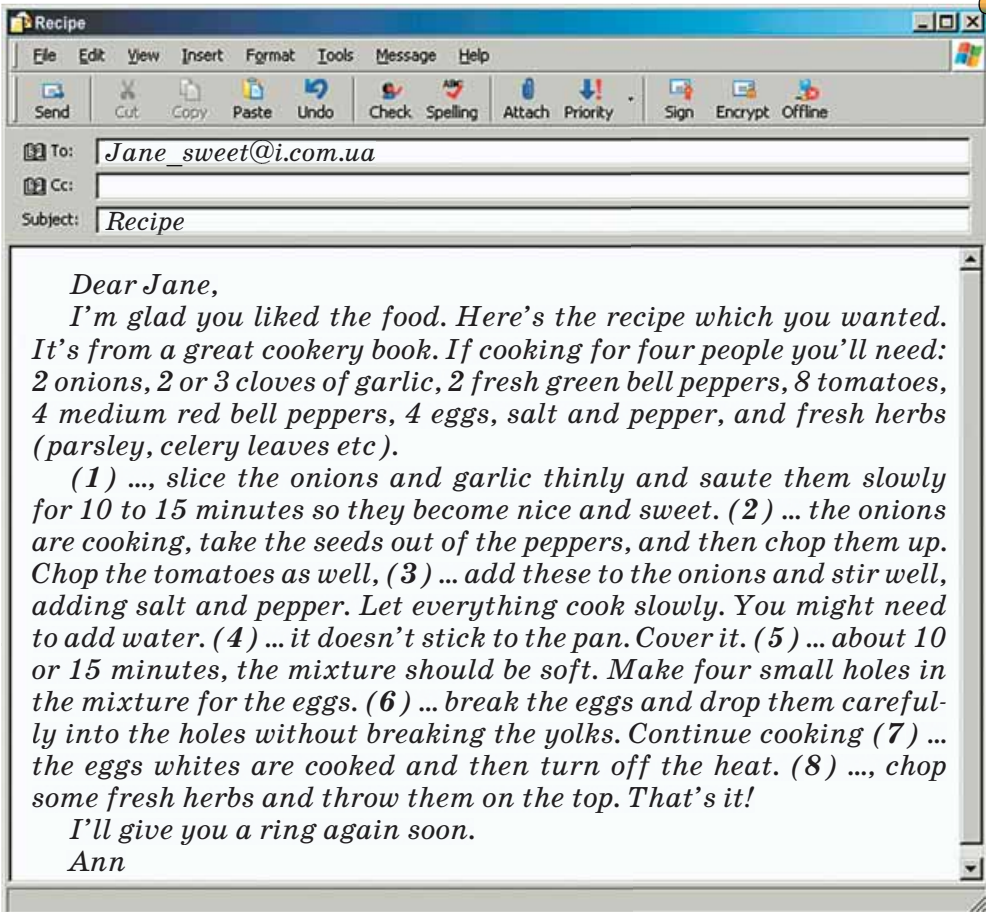 Recipe
File Edit View Insert Format Tools Message Help
Send Cut Copy Paste Undo Check Spelling Attach Priority Sign Encrypt Offline
To: Jane_sweet@i.com.ua
Cc:
Subject: Recipe
Dear Jane,
I'm glad you liked the food. Here's the recipe which you wanted.
It's from a great cookery book. If cooking for four people you'll need:
2 onions, 2 or 3 cloves of garlic, 2 fresh green bell peppers, 8 tomatoes,
4 medium red bell peppers, 4 eggs, salt and pepper, and fresh herbs
(parsley, celery leaves etc).
(1) ..., slice the onions and garlic thinly and saute them slowly
for 10 to 15 minutes so they become nice and sweet. (2) ... the onions
are cooking, take the seeds out of the peppers, and then chop them up.
Chop the tomatoes as well, (3) ... add these to the onions and stir well,
adding salt and pepper. Let everything cook slowly. You might need
to add water. (4) ... it doesn't stick to the pan. Cover it. (5) ... about 10
or 15 minutes, the mixture should be soft. Make four small holes in
the mixture for the eggs. (6) ... break the eggs and drop them careful-
ly into the holes without breaking the yolks. Continue cooking (7) ...
the eggs whites are cooked and then turn off the heat. (8) ..., chop
some fresh herbs and throw them on the top. That's it!
I'll give you a ring again soon.
Ann